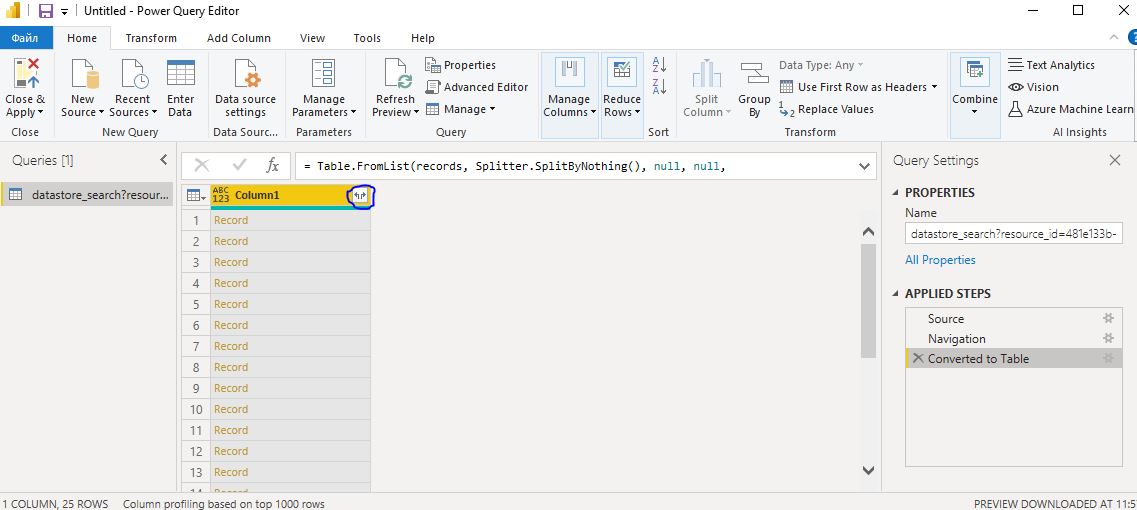 Untitled - Power Query Editor
Файл Home Transform Add Column View Tools Help
Close & Apply
New Source
Recent Sources
Enter Data
Data source settings
Manage Parameters
Refresh Preview
Properties
Advanced Editor
Manage
Manage Columns
Reduce Rows
Split Column
Group By
Data Type: Any
Use First Row as Headers
Replace Values
Combine
Text Analytics
Vision
Azure Machine Learn
Close New Query Data Sourc... Parameters Query Sort Transform AI Insights
Queries [1]
datastore_search?resour...
fx = Table.FromList(records, Splitter.SplitByNothing(), null, null,
ABC
123 Column1
1 Record
2 Record
3 Record
4 Record
5 Record
6 Record
7 Record
8 Record
9 Record
10 Record
11 Record
12 Record
13 Record
14 Record
Query Settings
PROPERTIES
Name
datastore_search?resource_id=481e133b-
All Properties
APPLIED STEPS
Source
Navigation
Converted to Table
1 COLUMN, 25 ROWS Column profiling based on top 1000 rows PREVIEW DOWNLOADED AT 11:5